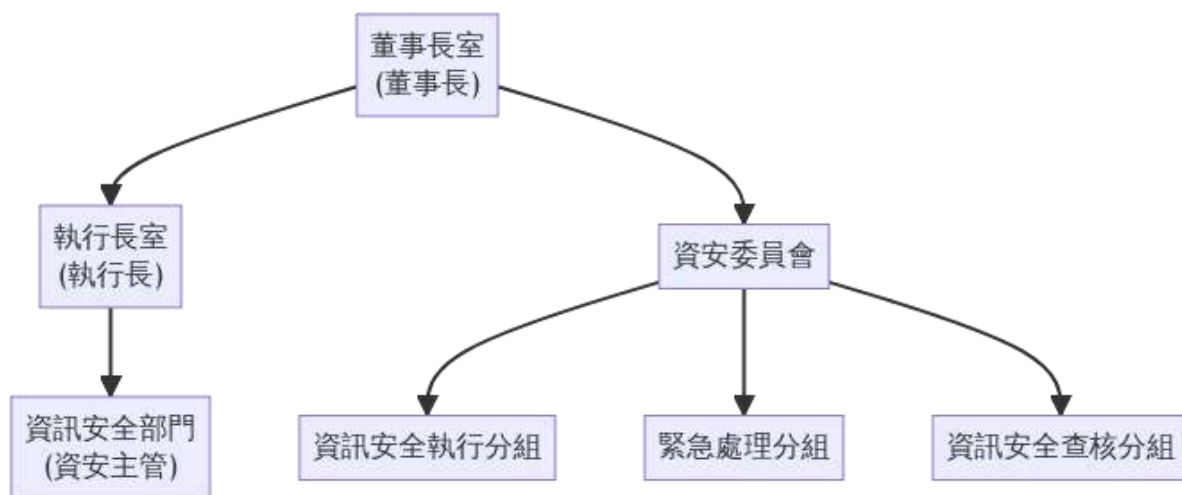 董事長室
(董事長)
執行長室
(執行長)
資安委員會
資訊安全部門
(資安主管)
資訊安全執行分組
緊急處理分組
資訊安全查核分組